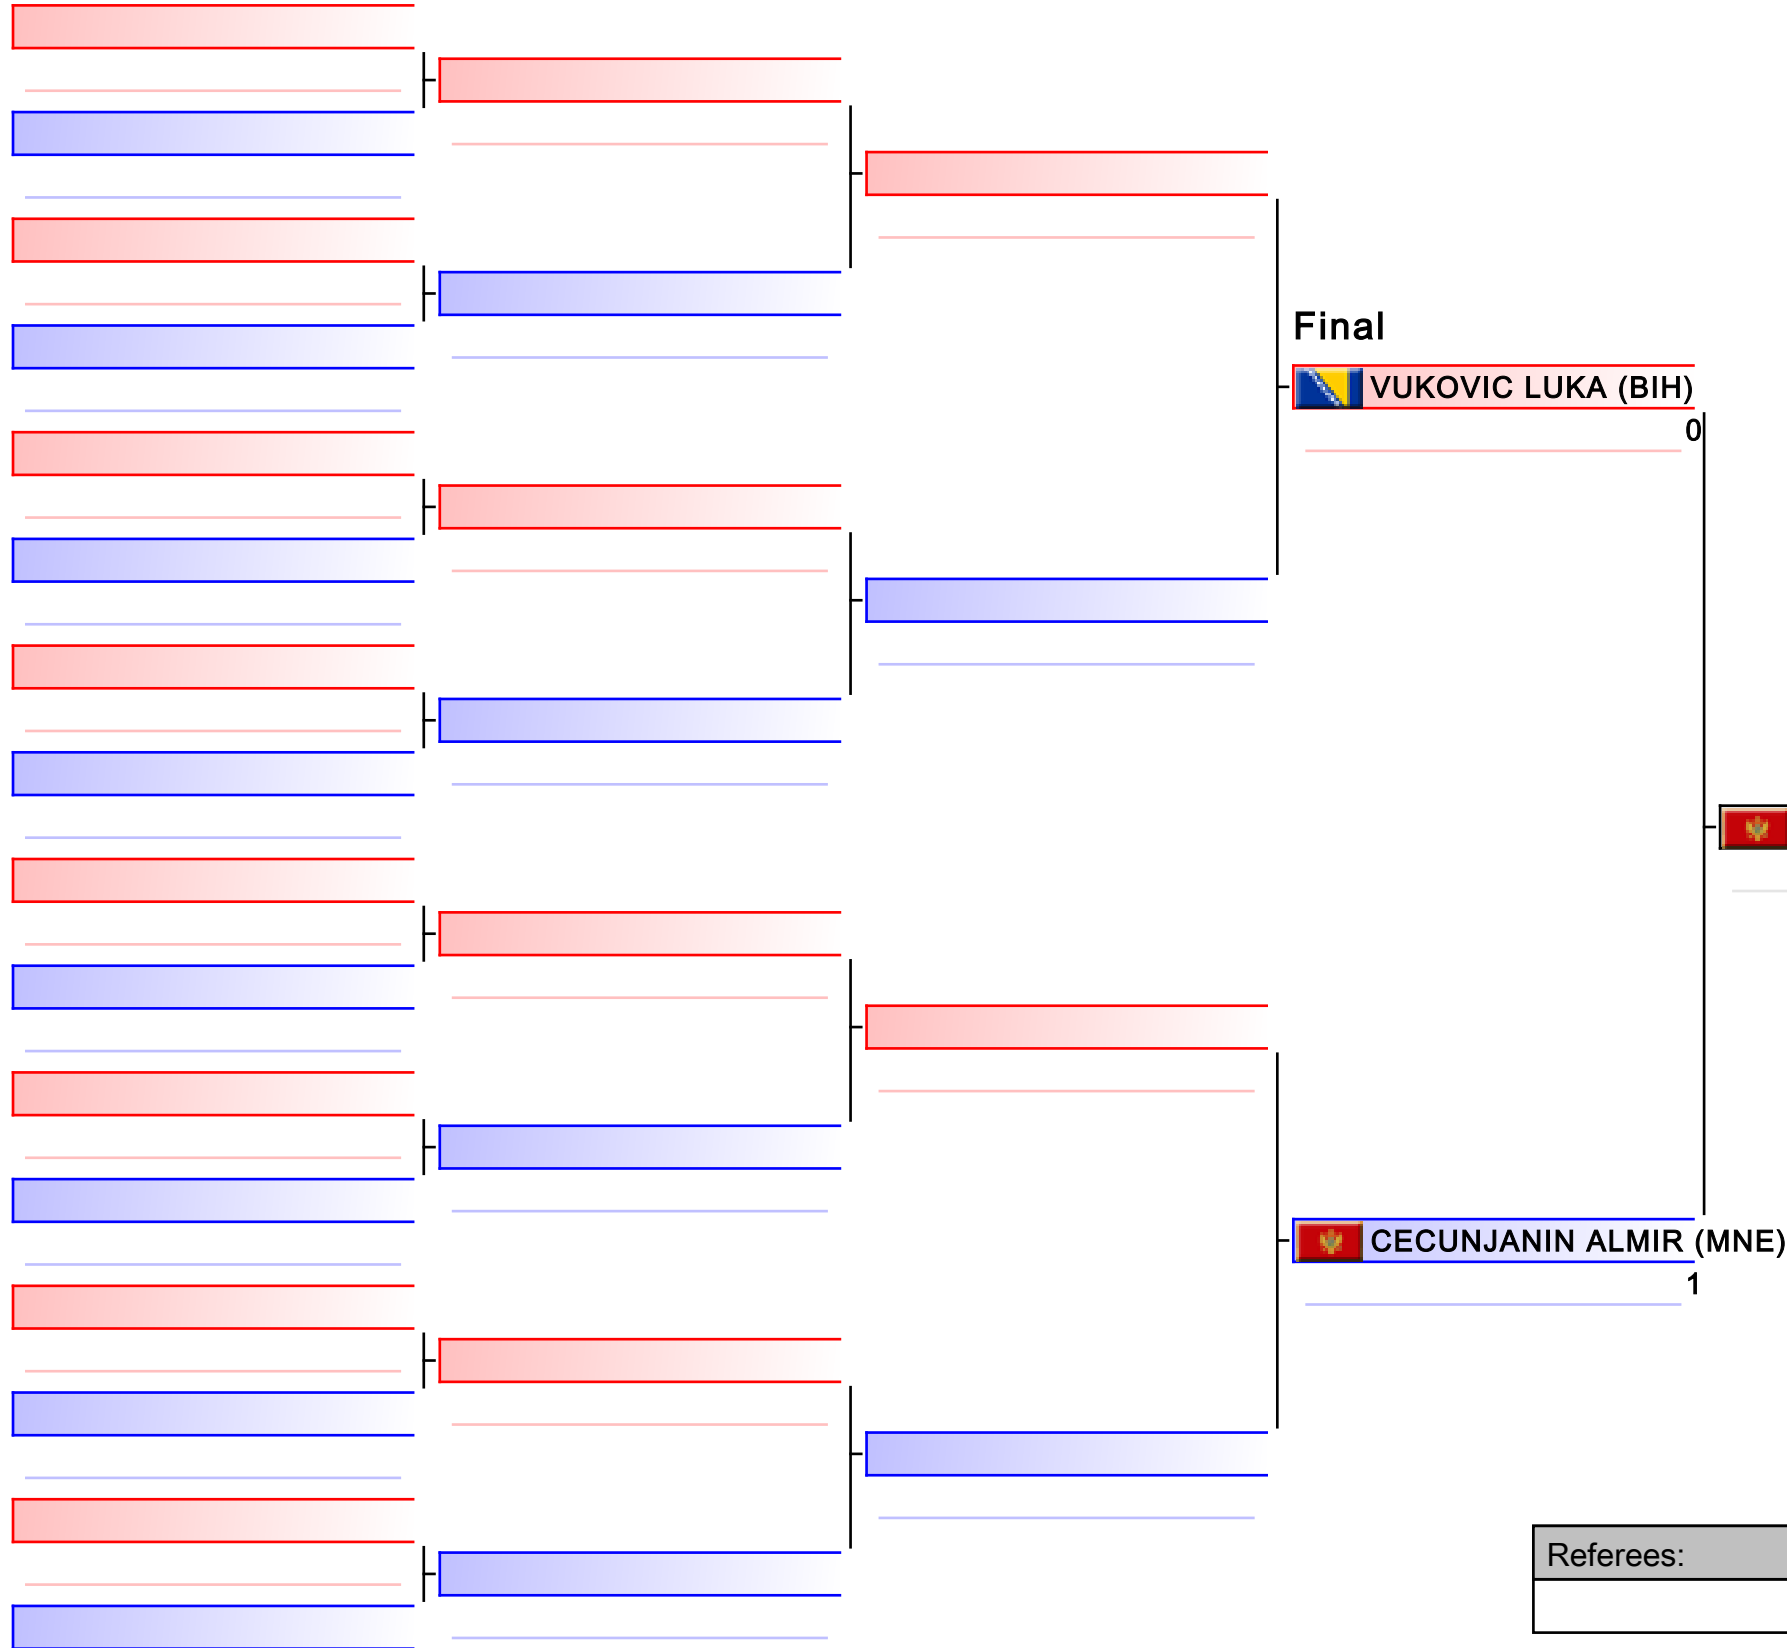 Final
VUKOVIC LUKA (BIH)
0
CECUNJANIN ALMIR (MNE)
1
Referees: